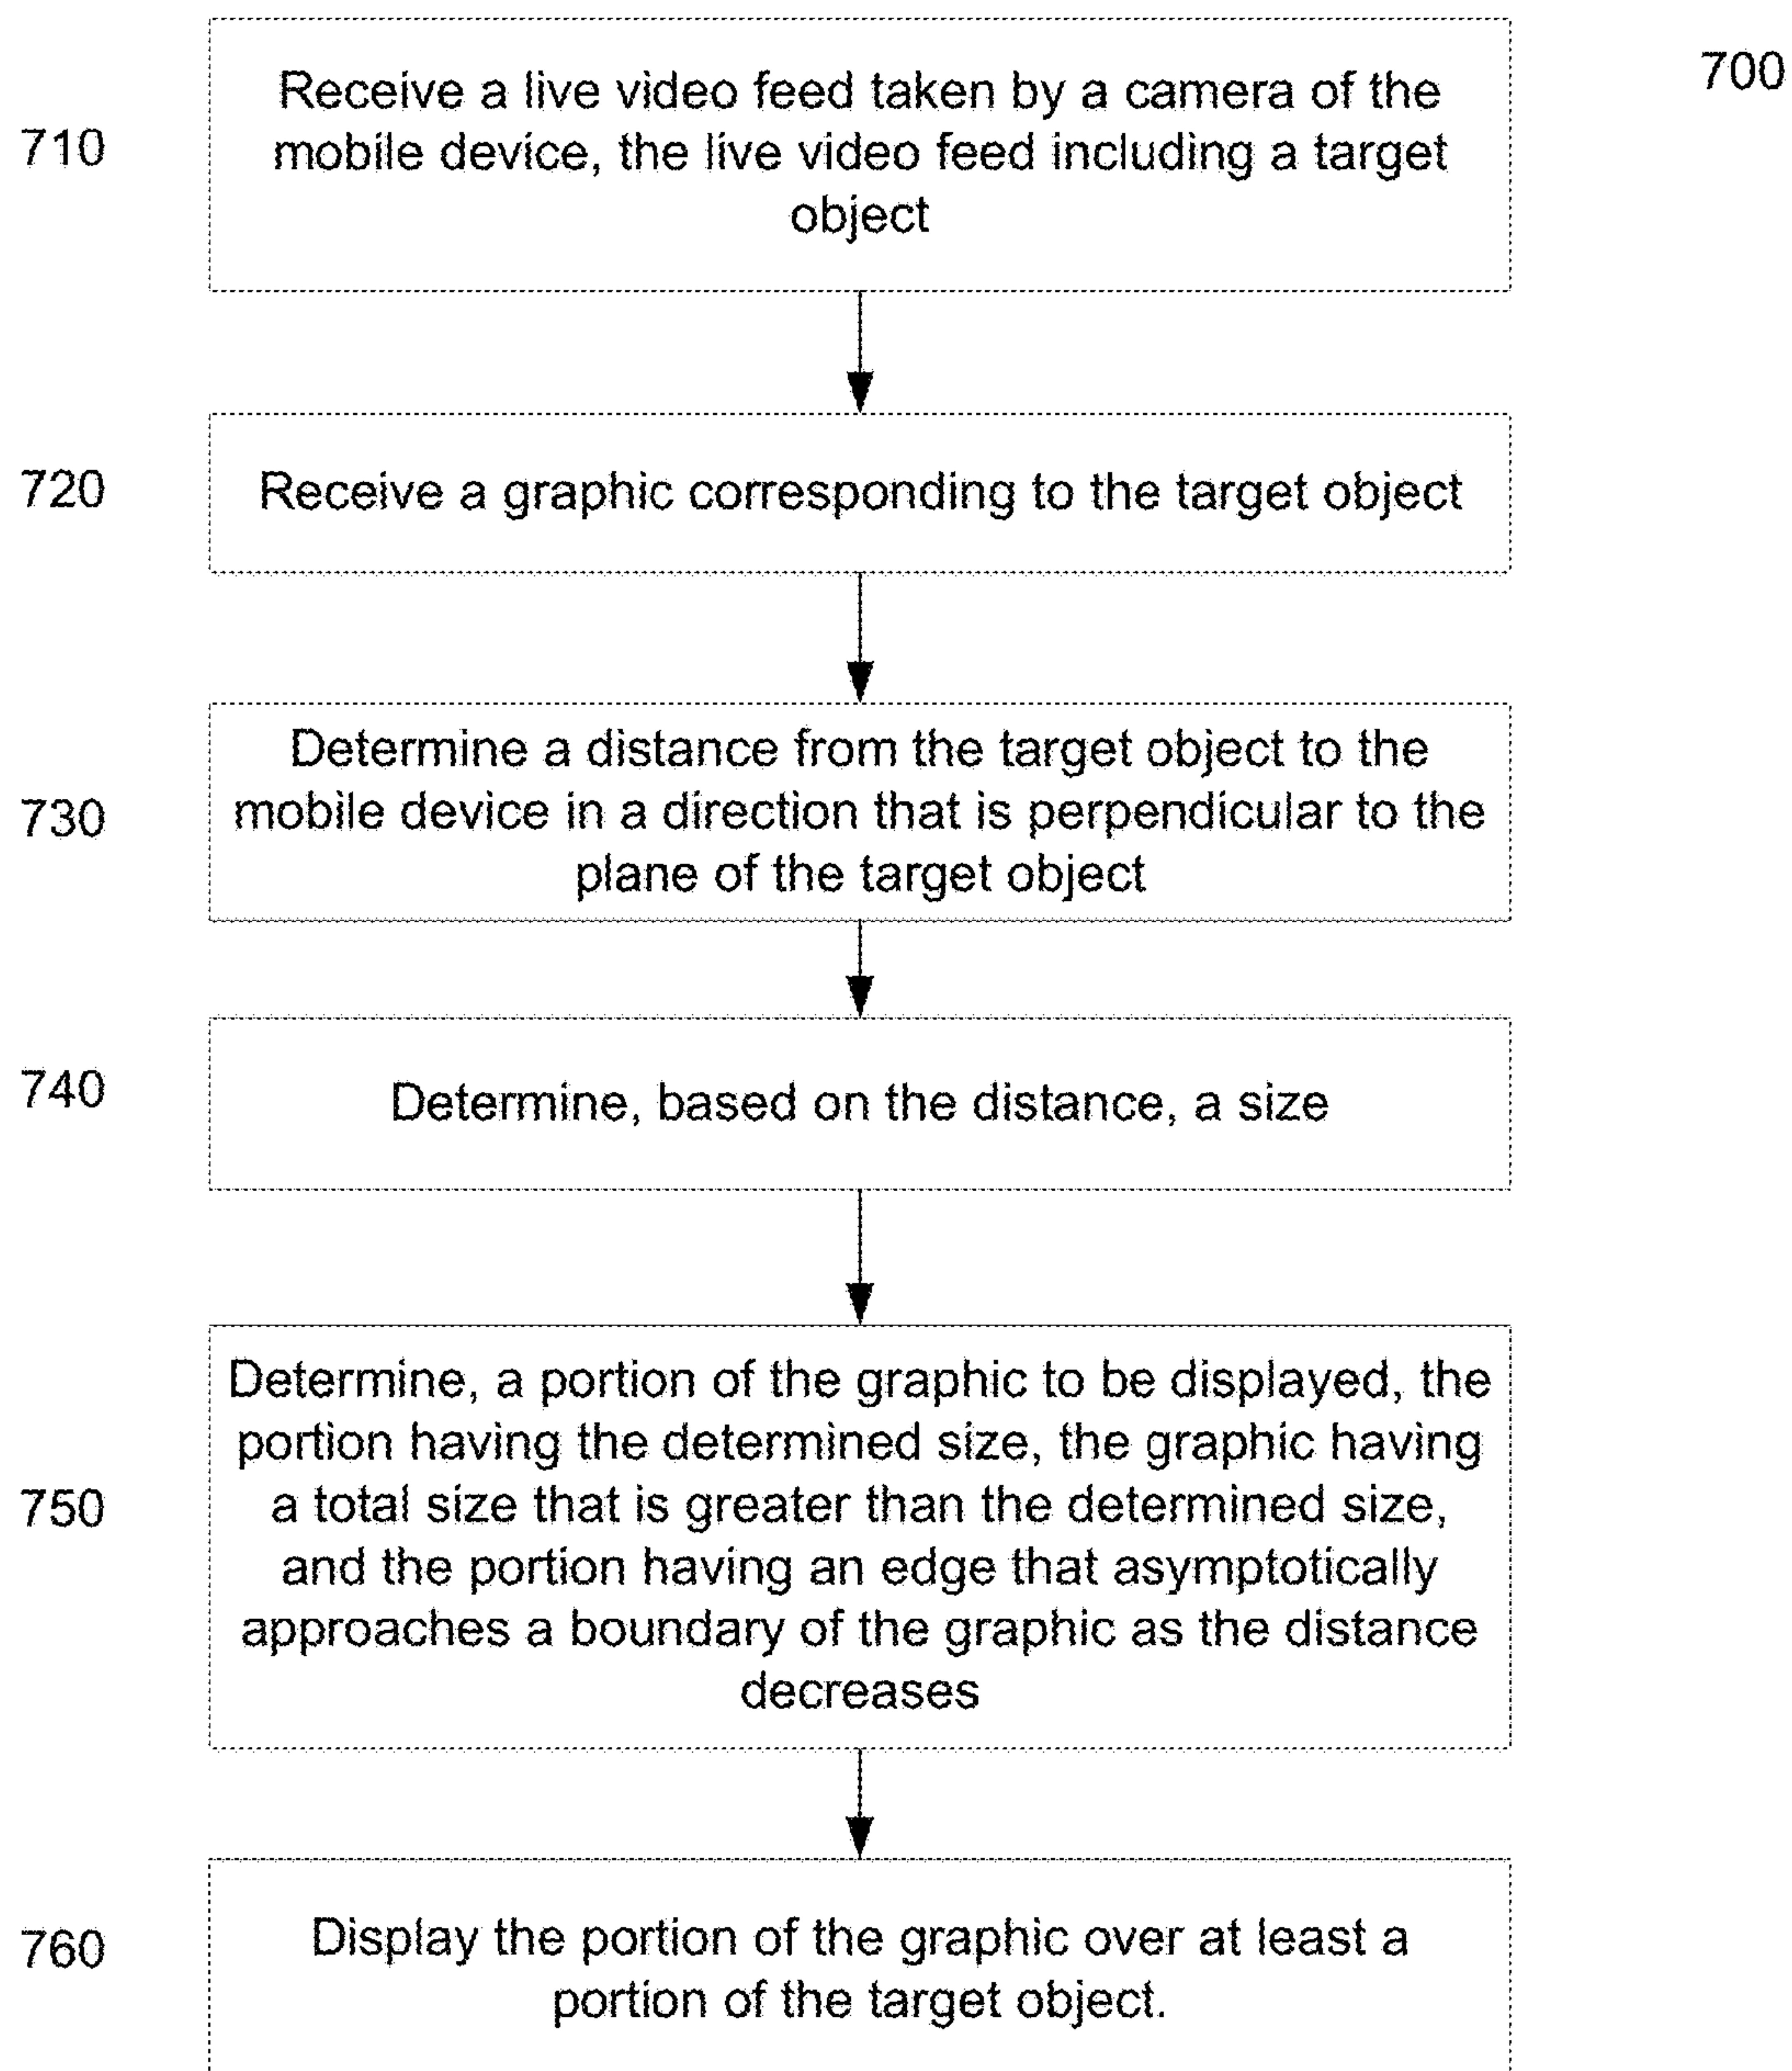 700
710
Receive a live video feed taken by a camera of the
mobile device, the live video feed including a target
object
720
Receive a graphic corresponding to the target object
730
Determine a distance from the target object to the
mobile device in a direction that is perpendicular to the
plane of the target object
740
Determine, based on the distance, a size
750
Determine, a portion of the graphic to be displayed, the
portion having the determined size, the graphic having
a total size that is greater than the determined size,
and the portion having an edge that asymptotically
approaches a boundary of the graphic as the distance
decreases
760
Display the portion of the graphic over at least a
portion of the target object.